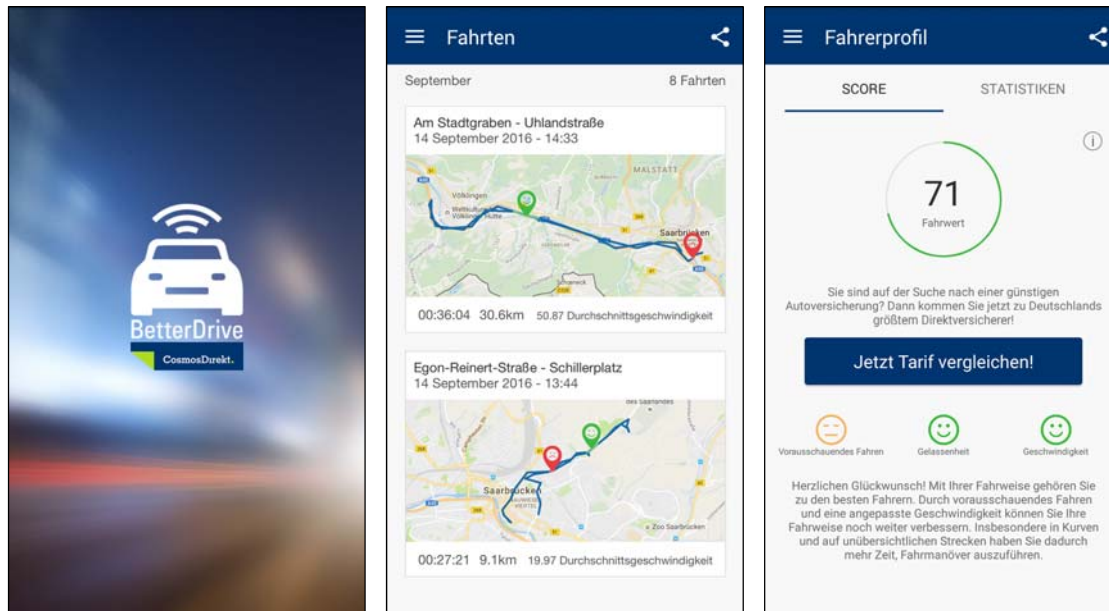 BetterDrive
CosmosDirekt.
Fahrten
September
8 Fahrten
Am Stadtgraben - Uhlandstraße
14 September 2016 - 14:33
MALSTATT
Völklingen
Völklinger Hütte
Saarbrücken
00:36:04 30.6km 50.87 Durchschnittsgeschwindigkeit
Egon-Reinert-Straße - Schillerplatz
14 September 2016 - 13:44
des Saarlandes
Saarbrücken
Zoo Saarbrücken
00:27:21 9.1km 19.97 Durchschnittsgeschwindigkeit
Fahrerprofil
SCORE
STATISTIKEN
71
Fahrwert
Sie sind auf der Suche nach einer günstigen
Autoversicherung? Dann kommen Sie jetzt zu Deutschlands
größtem Direktversicherer!
Jetzt Tarif vergleichen!
Vorausschauendes Fahren
Gelassenheit
Geschwindigkeit
Herzlichen Glückwunsch! Mit Ihrer Fahrweise gehören Sie
zu den besten Fahrern. Durch vorausschauendes Fahren
und eine angepasste Geschwindigkeit können Sie Ihre
Fahrweise noch weiter verbessern. Insbesondere in Kurven
und auf unübersichtlichen Strecken haben Sie dadurch
mehr Zeit, Fahrmanöver auszuführen.